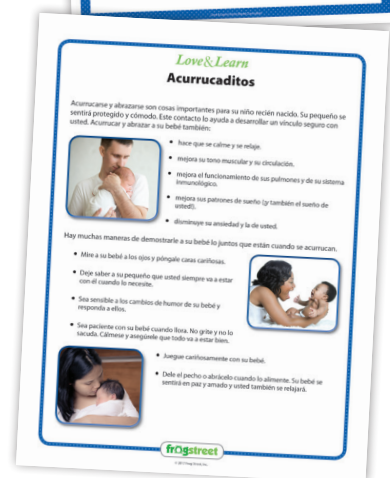 Love&Learn
Acurrucaditos
Acurrucarse y abrazarse son cosas importantes para su niño recién nacido. Su pequeño se
sentirá protegido y cómodo. Este contacto lo ayuda a desarrollar un vínculo seguro con
usted. Acurrucar y abrazar a su bebé también:
• hace que se calme y se relaje.
• mejora su tono muscular y su circulación.
• mejora el funcionamiento de sus pulmones y de su sistema
inmunológico.
• mejora sus patrones de sueño (¡y también el sueño de
usted!).
• disminuye su ansiedad y la de usted.
Hay muchas maneras de demostrarle a su bebé lo juntos que están cuando se acurrucan.
• Mire a su bebé a los ojos y póngale caras cariñosas.
• Deje saber a su pequeño que usted siempre va a estar
con él cuando lo necesite.
• Sea sensible a los cambios de humor de su bebé y
responda a ellos.
• Sea paciente con su bebé cuando llora. No grite y no lo
sacuda. Cálmese y asegúrele que todo va a estar bien.
• Juegue cariñosamente con su bebé.
• Dele el pecho o abrácelo cuando lo alimente. Su bebé se
sentirá en paz y amado y usted también se relajará.
frogstreet